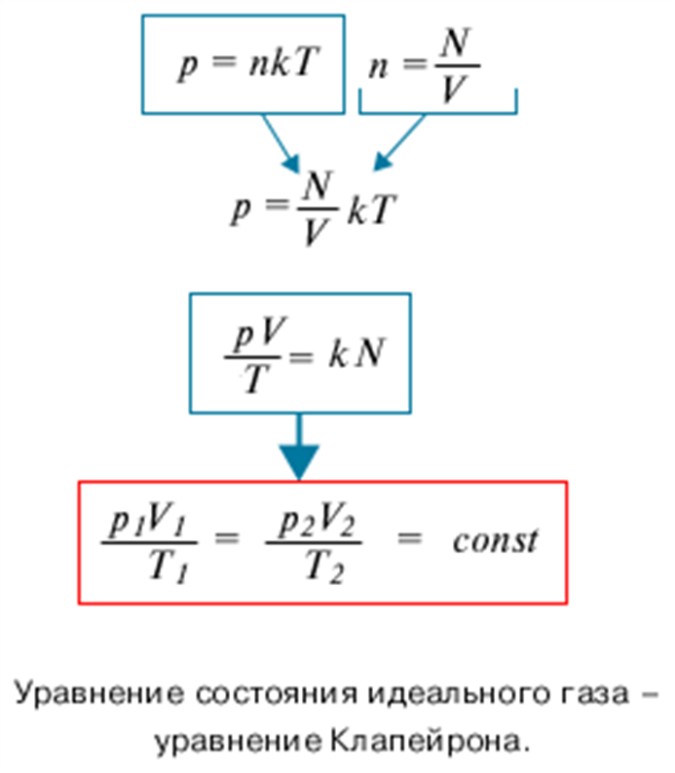 p = nkT n = N/V
p = N/V kT
pV/T = kN
p₁V₁/T₁ = p₂V₂/T₂ = const
Уравнение состояния идеального газа –
уравнение Клапейрона.